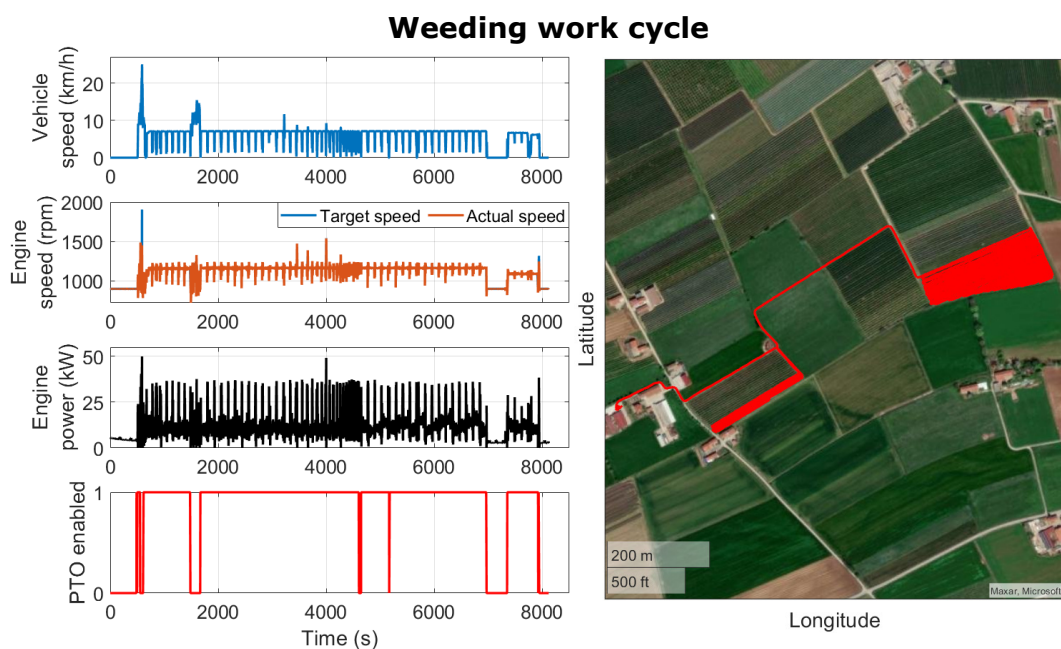 Weeding work cycle
Vehicle
speed (km/h)
20
10
0
0 2000 4000 6000 8000
Engine
speed (rpm)
2000
1500
1000
Target speed Actual speed
0 2000 4000 6000 8000
Engine
power (kW)
50
25
0
0 2000 4000 6000 8000
PTO enabled
1
0
0 2000 4000 6000 8000
Time (s)
Latitude
200 m
500 ft
Maxar, Microsoft
Longitude